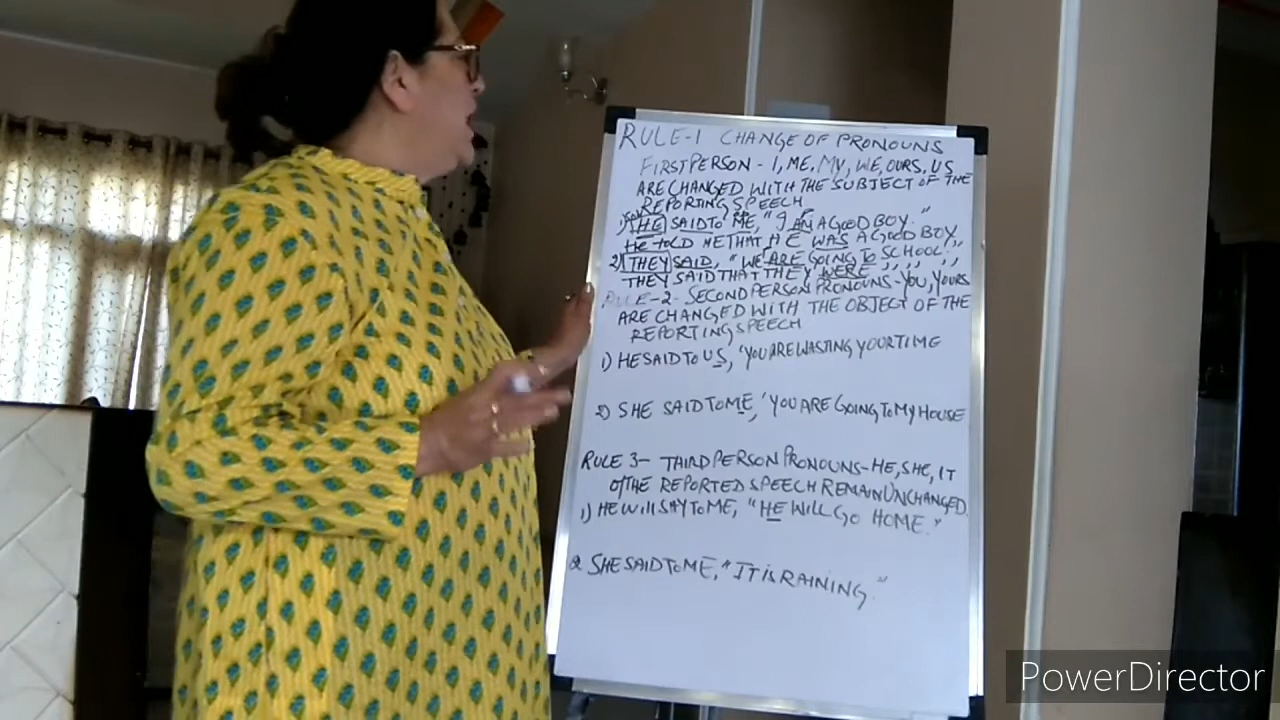 RULE-1 CHANGE OF PRONOUNS
FIRST PERSON - I, ME, MY, WE, OURS, US
ARE CHANGED WITH THE SUBJECT OF THE
REPORTING SPEECH
1) HE SAID TO ME, "I AM A GOOD BOY."
HE TOLD ME THAT HE WAS A GOOD BOY
2) THEY SAID, "WE ARE GOING TO SCHOOL"
THEY SAID THAT THEY WERE ,, ,, ,,
RULE-2- SECOND PERSON PRONOUNS-YOU, YOURS
ARE CHANGED WITH THE OBJECT OF THE
REPORTING SPEECH
1) HE SAID TO US, 'YOU ARE WASTING YOUR TIME
2) SHE SAID TO ME, 'YOU ARE GOING TO MY HOUSE
RULE 3- THIRD PERSON PRONOUNS-HE, SHE, IT
OF THE REPORTED SPEECH REMAIN UNCHANGED.
1) HE WILL SAY TO ME, "HE WILL GO HOME."
2 SHE SAID TO ME, "IT IS RAINING."
PowerDirector